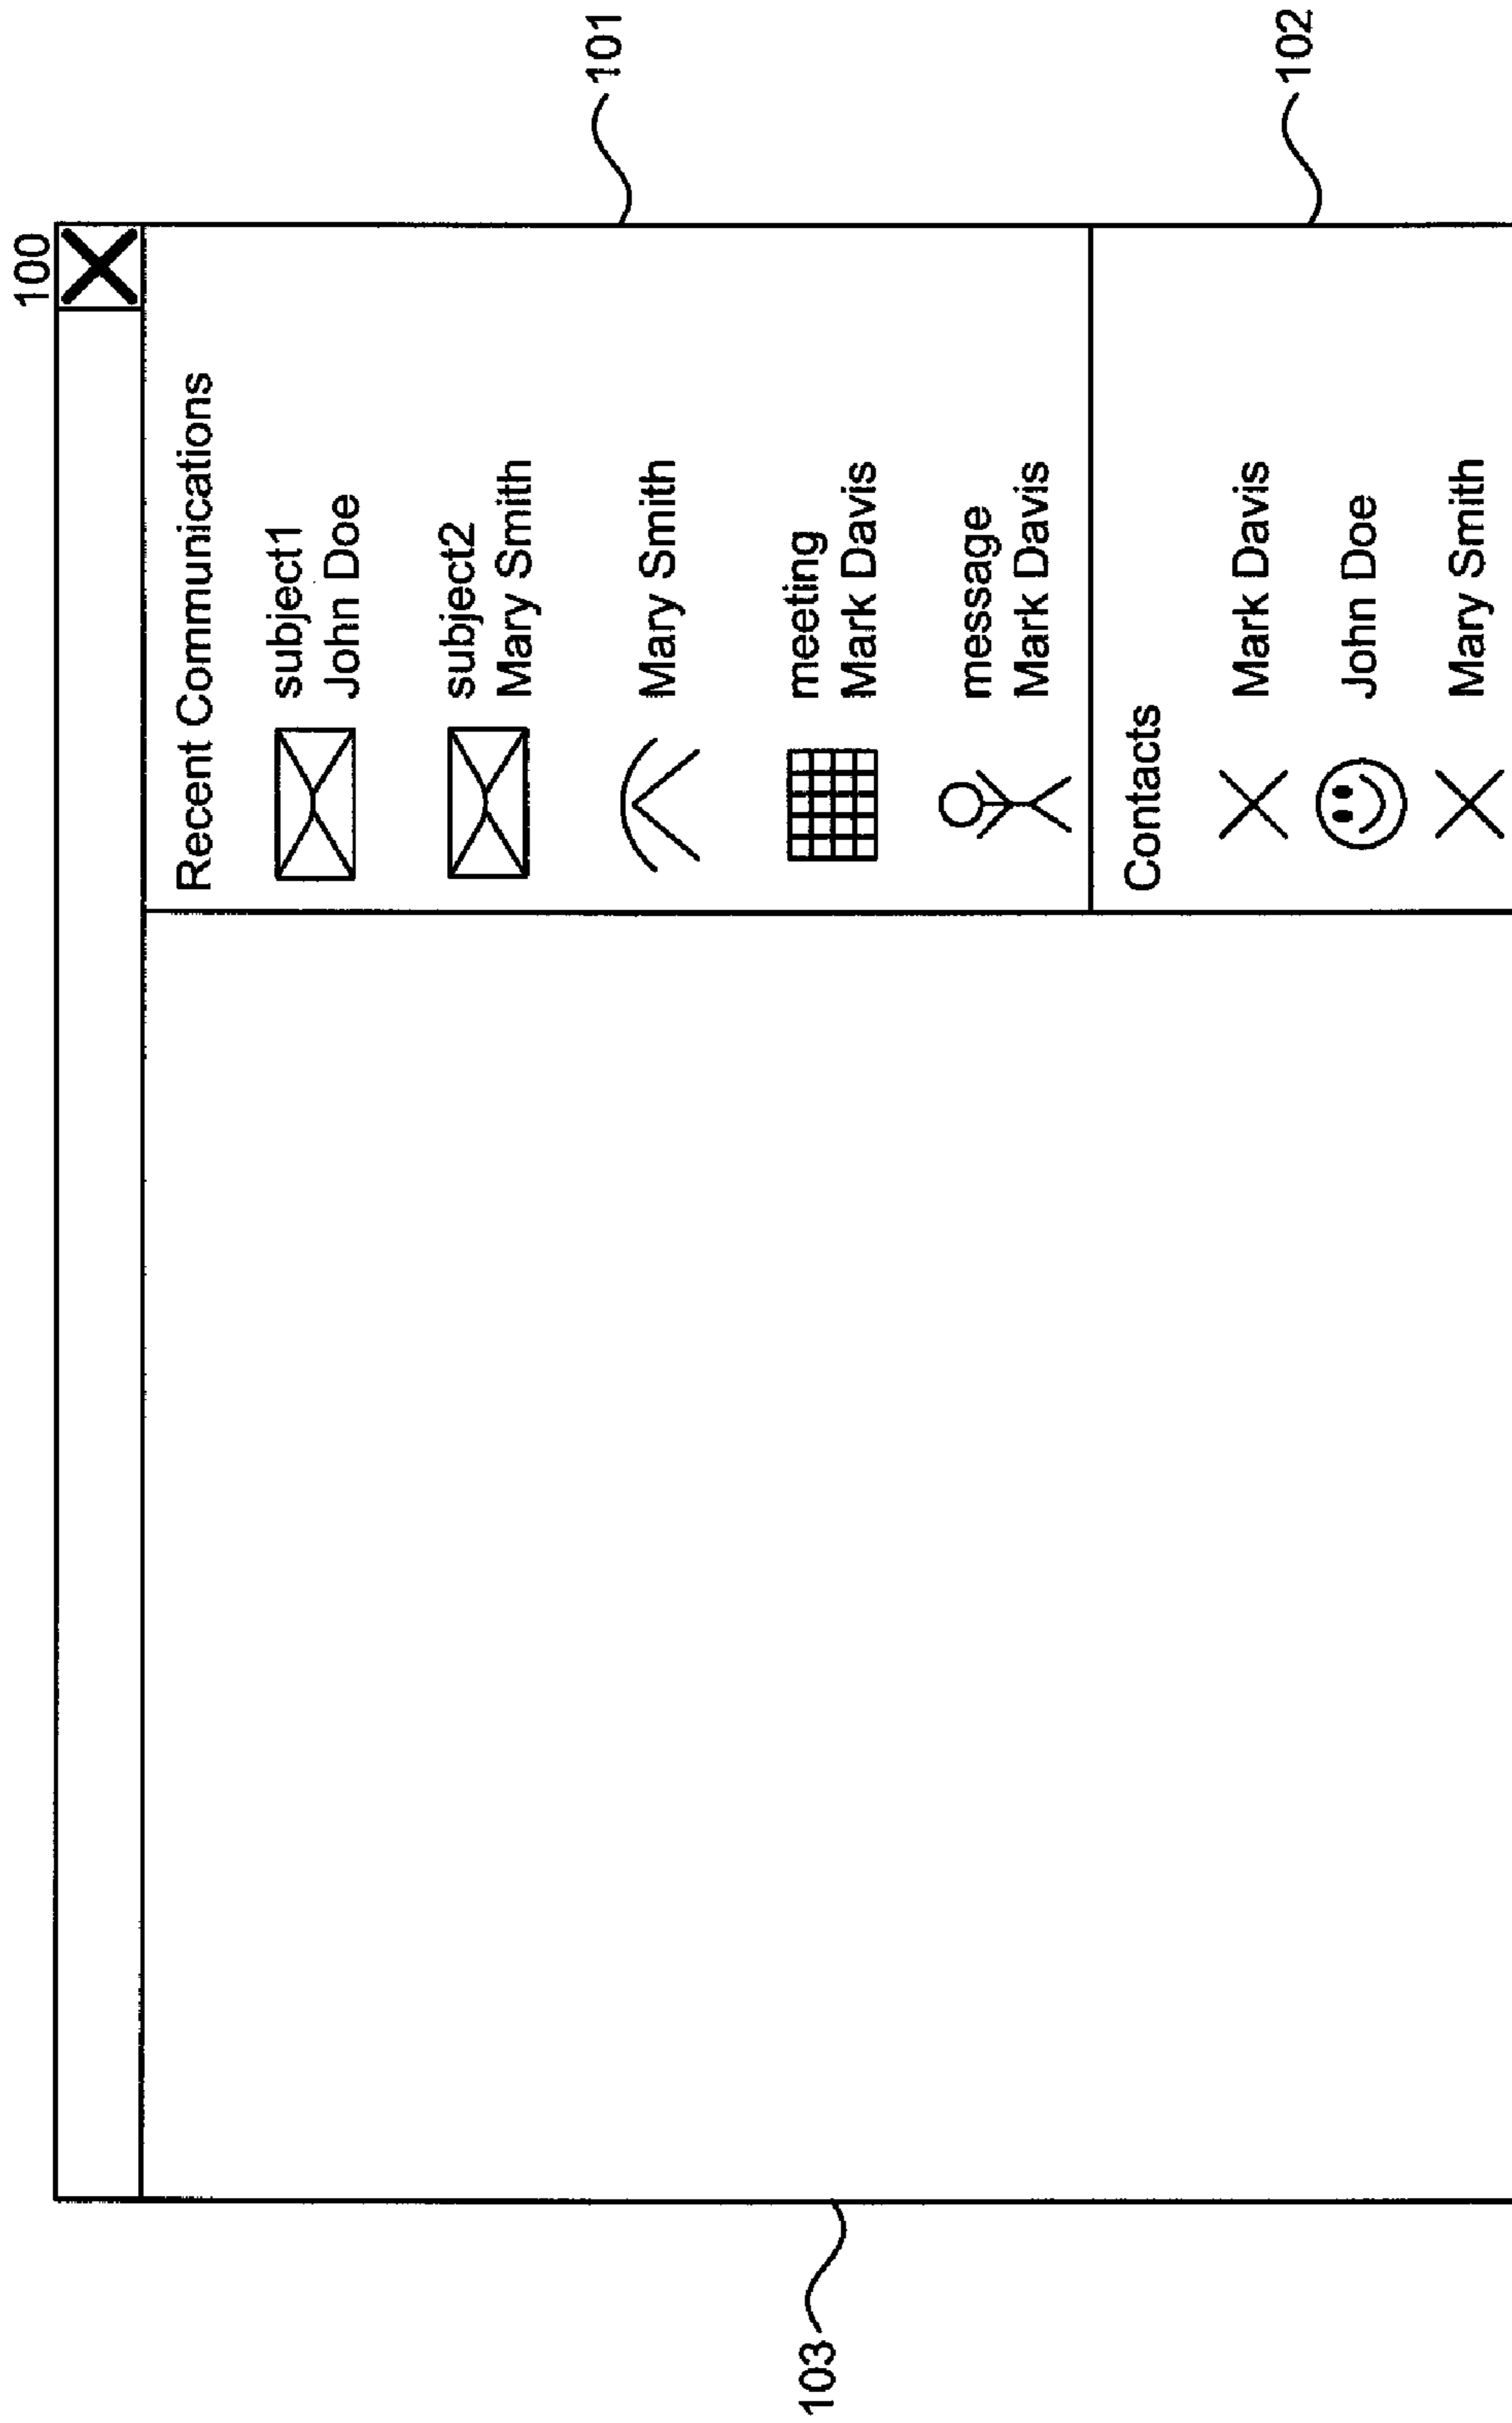 100
Recent Communications
subject1
John Doe
subject2
Mary Smith
Mary Smith
meeting
Mark Davis
message
Mark Davis
101
Contacts
Mark Davis
John Doe
Mary Smith
102
103